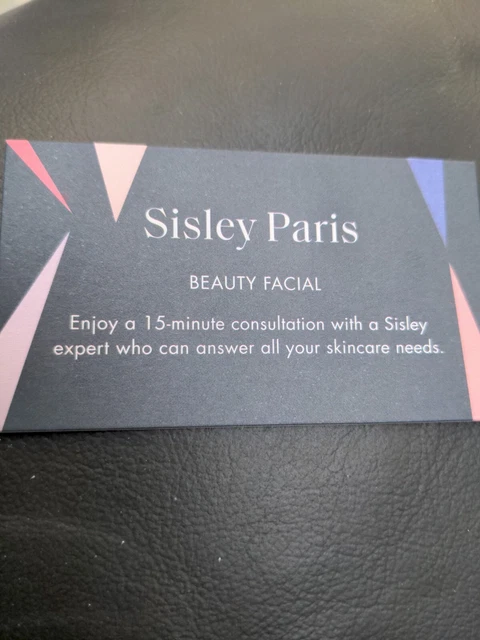 Sisley Paris
BEAUTY FACIAL
Enjoy a 15-minute consultation with a Sisley
expert who can answer all your skincare needs.